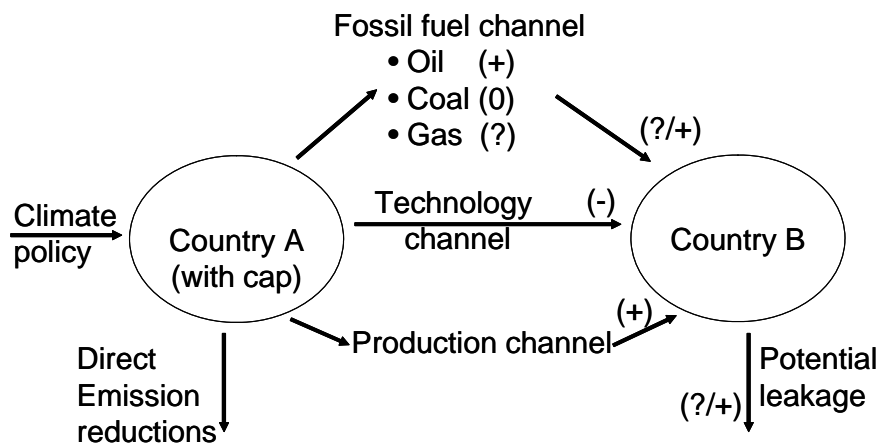 Fossil fuel channel
• Oil (+)
• Coal (0)
• Gas (?)
(?/+)
Climate
policy
Country A
(with cap)
Technology (-)
channel
Country B
Production channel (+)
Direct
Emission
reductions
Potential
leakage
(?/+)